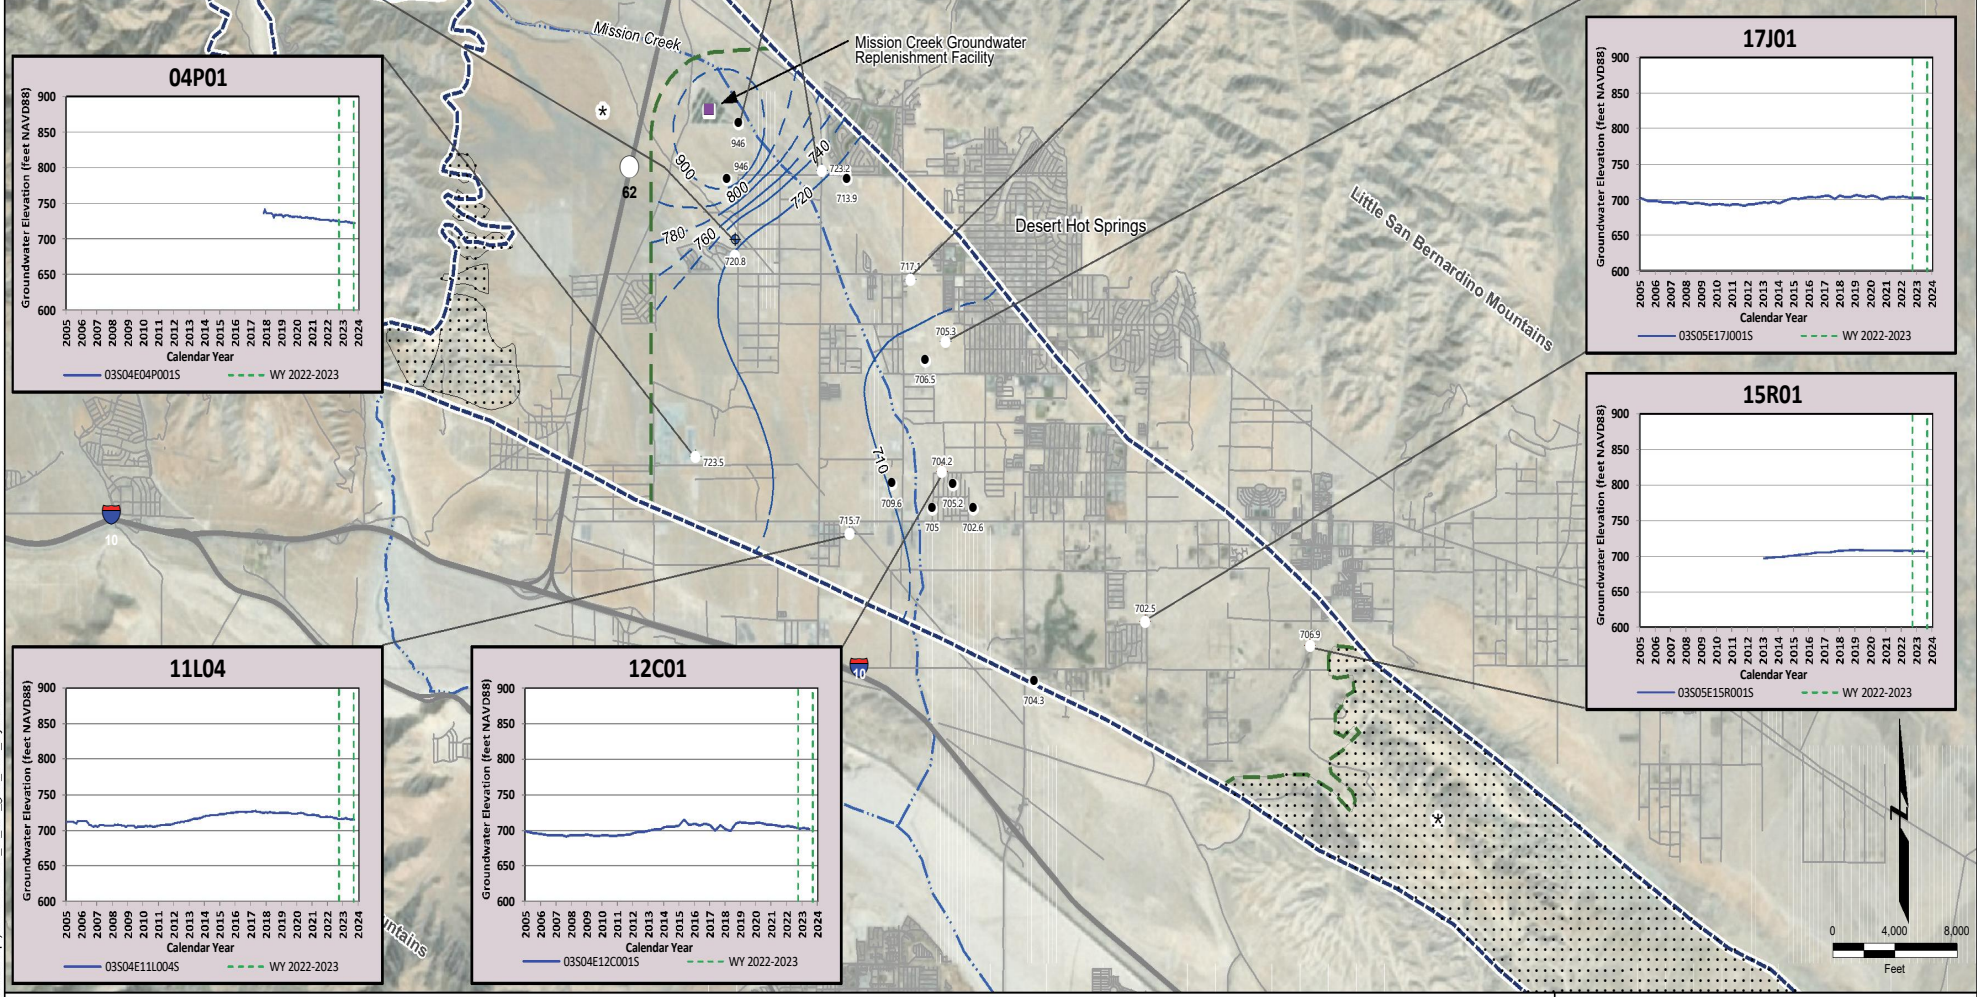 04P01
Groundwater Elevation (feet NAVD88)
900
850
800
750
700
650
600
2005 2006 2007 2008 2009 2010 2011 2012 2013 2014 2015 2016 2017 2018 2019 2020 2021 2022 2023 2024
Calendar Year
03S04E04P001S WY 2022-2023
Mission Creek
Mission Creek Groundwater
Replenishment Facility
*
62
946
946
900
800
740
720
723.2
713.9
780
760
720.8
Desert Hot Springs
717.1
Little San Bernardino Mountains
705.3
706.5
723.5
710
704.2
709.6
705.2
705
702.6
715.7
10
702.5
706.9
704.3
10
*
17J01
Groundwater Elevation (feet NAVD88)
900
850
800
750
700
650
600
2005 2006 2007 2008 2009 2010 2011 2012 2013 2014 2015 2016 2017 2018 2019 2020 2021 2022 2023 2024
Calendar Year
03S05E17J001S WY 2022-2023
15R01
Groundwater Elevation (feet NAVD88)
900
850
800
750
700
650
600
2005 2006 2007 2008 2009 2010 2011 2012 2013 2014 2015 2016 2017 2018 2019 2020 2021 2022 2023 2024
Calendar Year
03S05E15R001S WY 2022-2023
11L04
Groundwater Elevation (feet NAVD88)
900
850
800
750
700
650
600
2005 2006 2007 2008 2009 2010 2011 2012 2013 2014 2015 2016 2017 2018 2019 2020 2021 2022 2023 2024
Calendar Year
03S04E11L004S WY 2022-2023
12C01
Groundwater Elevation (feet NAVD88)
900
850
800
750
700
650
600
2005 2006 2007 2008 2009 2010 2011 2012 2013 2014 2015 2016 2017 2018 2019 2020 2021 2022 2023 2024
Calendar Year
03S04E12C001S WY 2022-2023
untains
Z
0 4,000 8,000
Feet